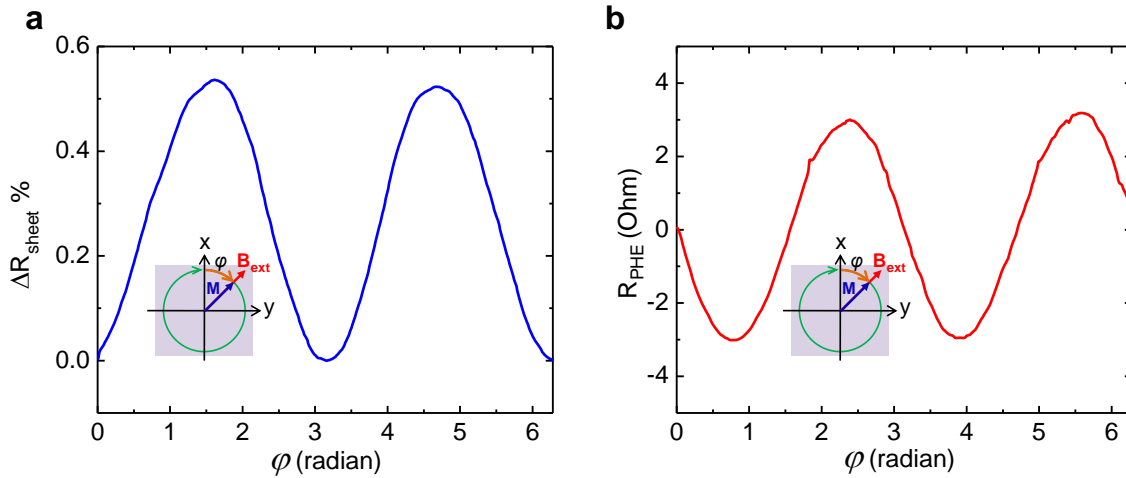 a
0.6
0.4
0.2
0.0
ΔR_sheet %
x
φ
B_ext
M
y
0 1 2 3 4 5 6
φ (radian)
b
4
2
0
-2
-4
R_PHE (Ohm)
x
φ
B_ext
M
y
0 1 2 3 4 5 6
φ (radian)